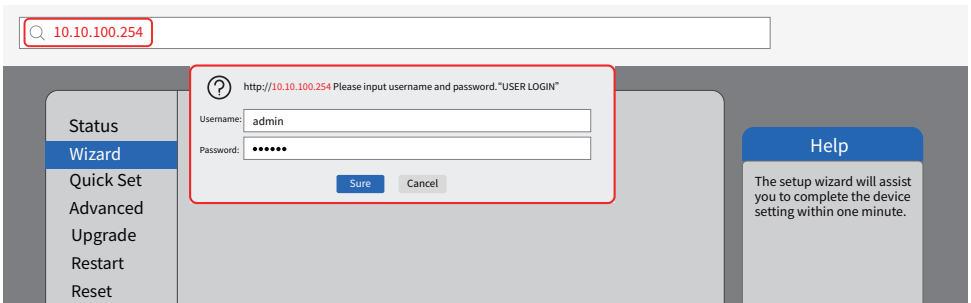 10.10.100.254
http://10.10.100.254 Please input username and password."USER LOGIN"
Username: admin
Password: ••••••
Sure Cancel
Status
Wizard
Quick Set
Advanced
Upgrade
Restart
Reset
Help
The setup wizard will assist
you to complete the device
setting within one minute.